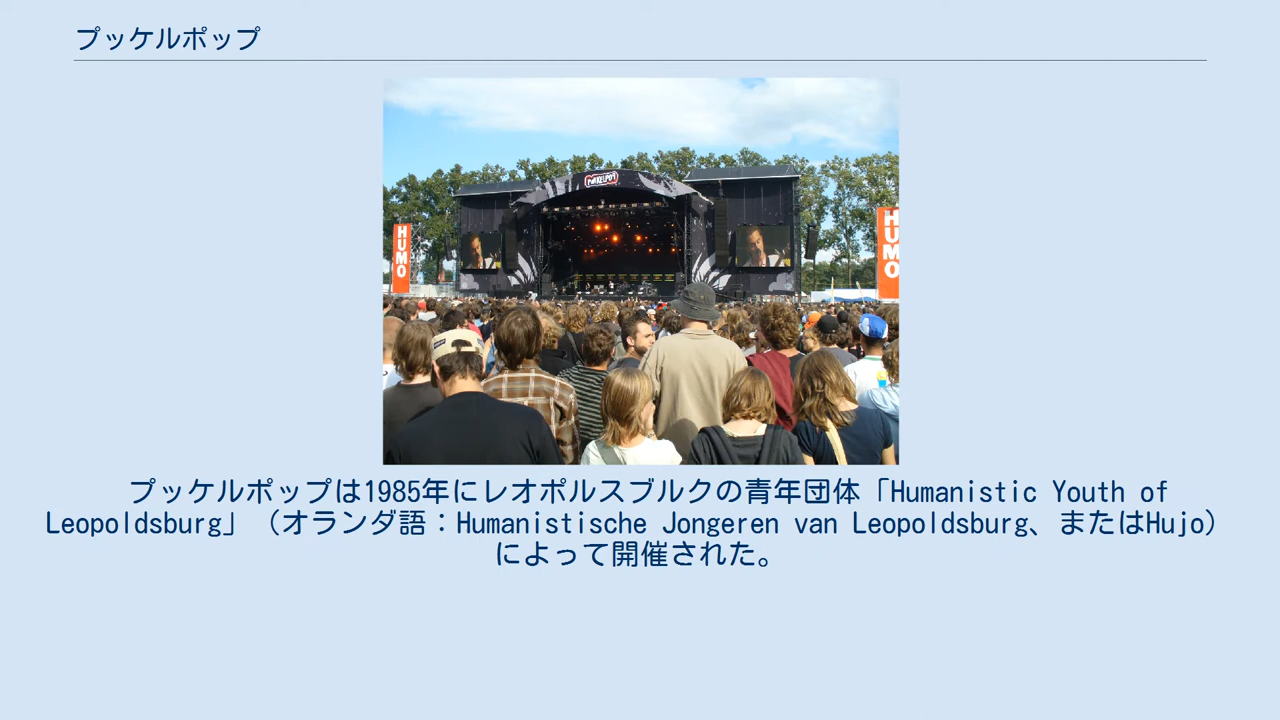 プッケルポップ
PUKKELPOP
HUMO
HUMO
プッケルポップは1985年にレオポルスブルクの青年団体「Humanistic Youth of
Leopoldsburg」（オランダ語：Humanistische Jongeren van Leopoldsburg、またはHujo）
によって開催された。